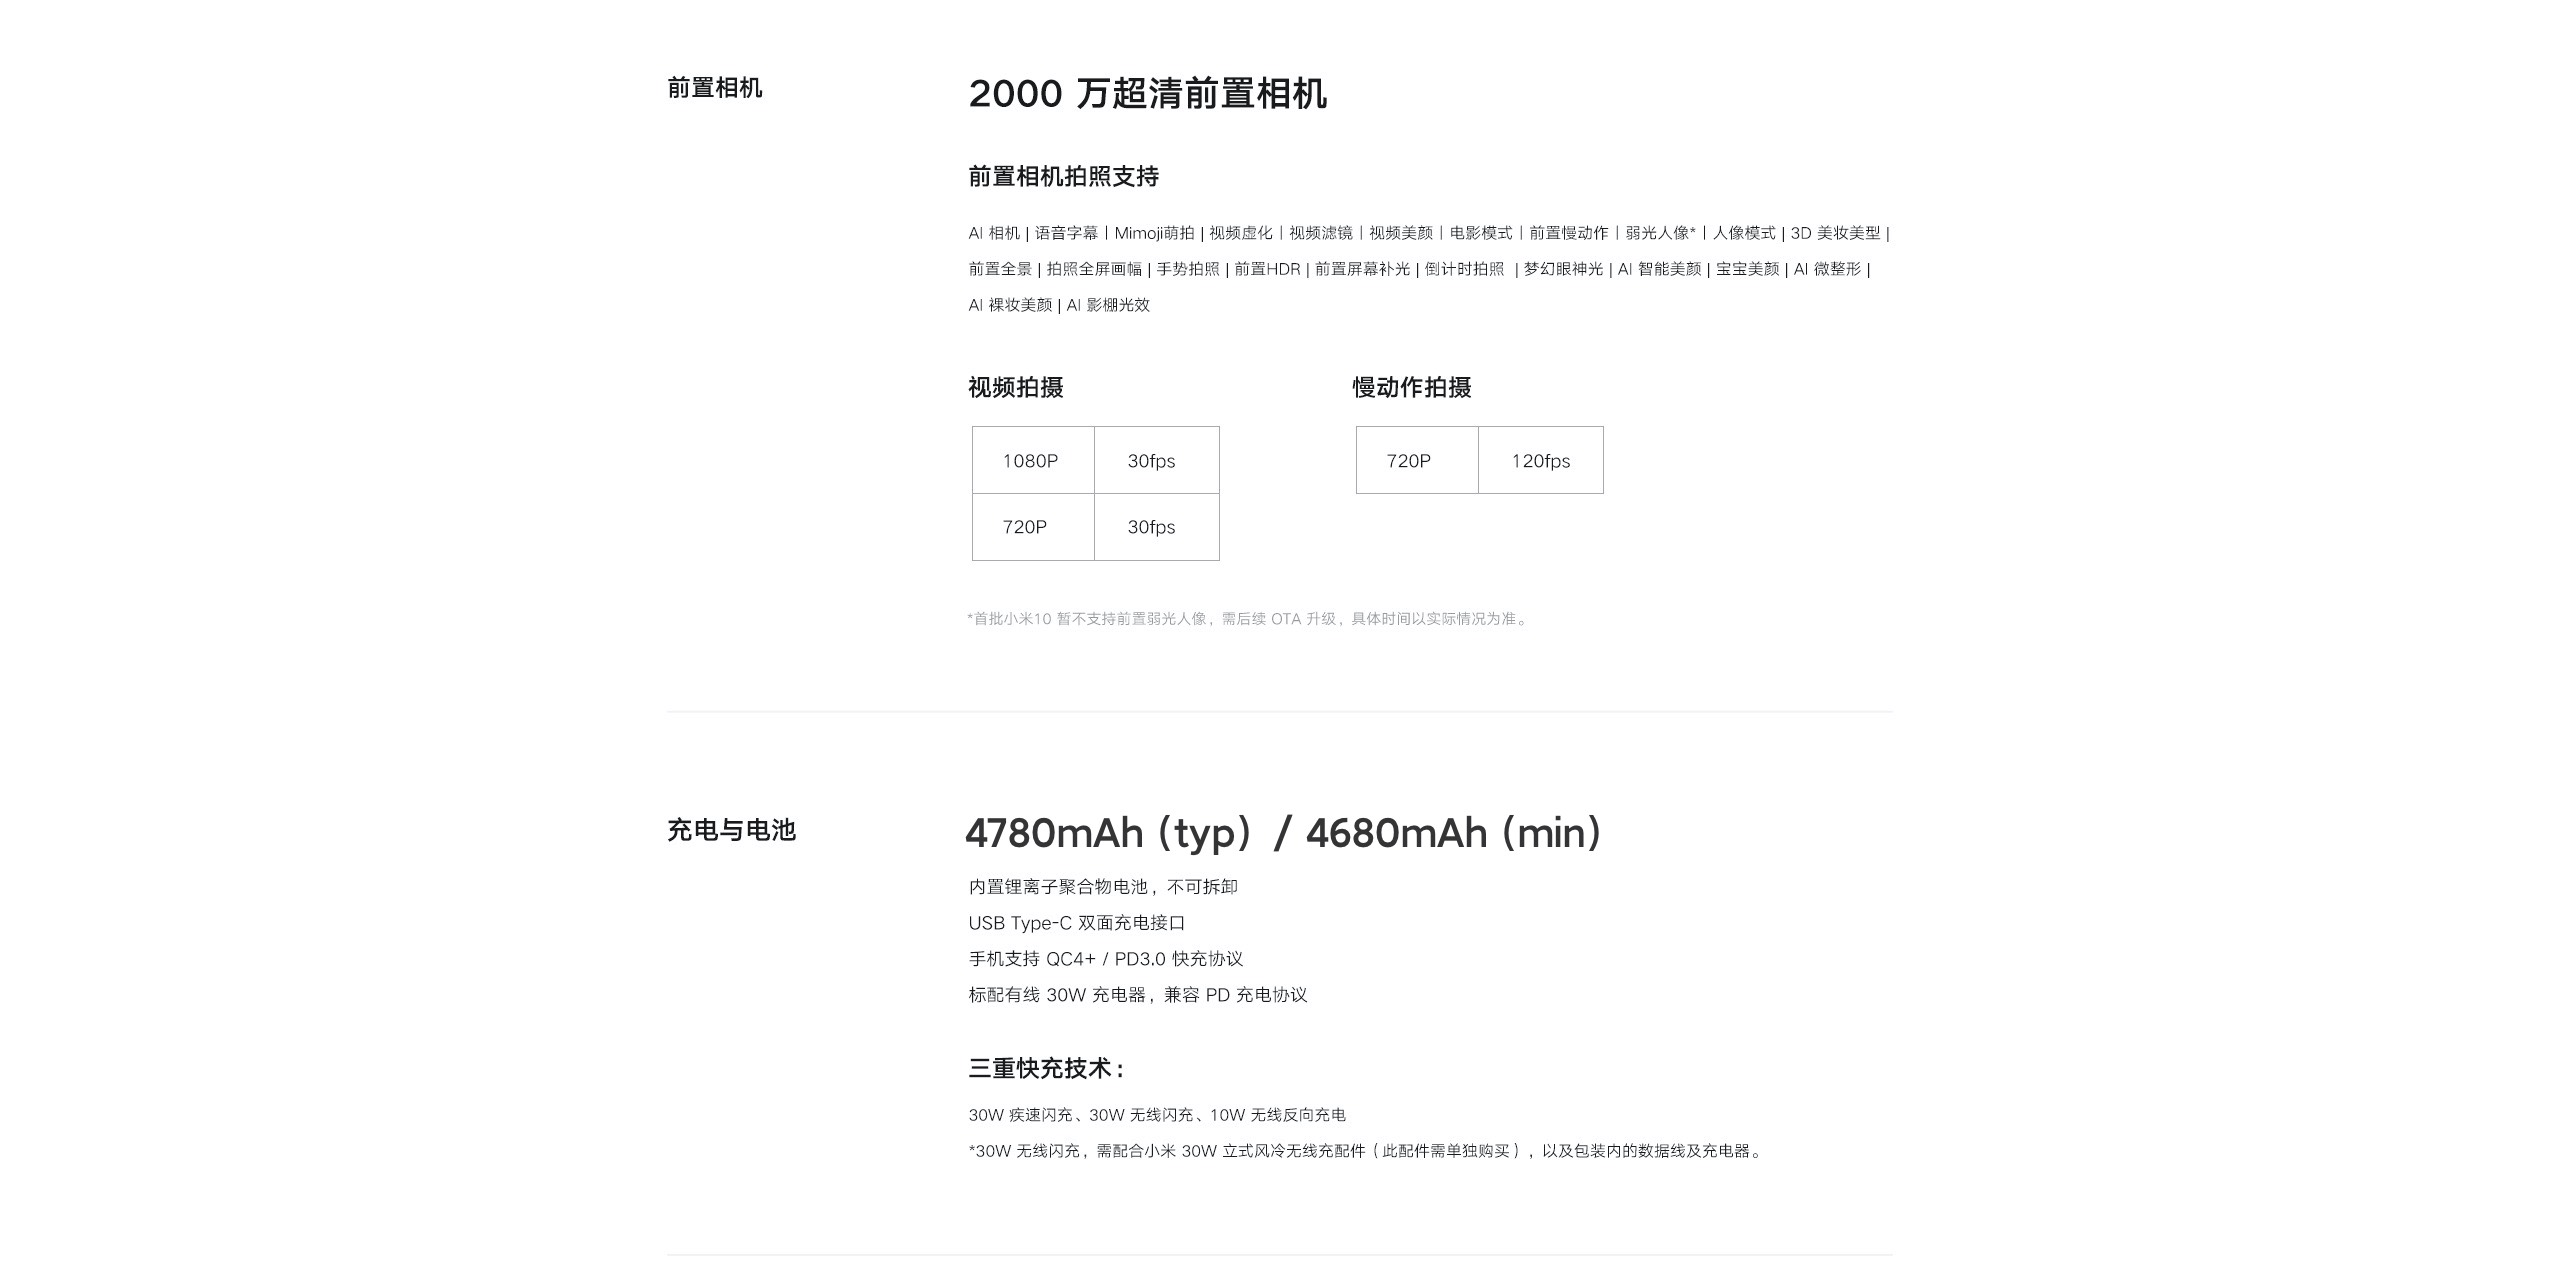 前置相机
2000 万超清前置相机
前置相机拍照支持
AI 相机 | 语音字幕丨Mimoji萌拍 | 视频虚化丨视频滤镜丨视频美颜丨电影模式丨前置慢动作丨弱光人像*丨人像模式 | 3D 美妆美型 |
前置全景 | 拍照全屏画幅 | 手势拍照 | 前置HDR | 前置屏幕补光 | 倒计时拍照 | 梦幻眼神光 | AI 智能美颜 | 宝宝美颜 | AI 微整形 |
AI 裸妆美颜 | AI 影棚光效
视频拍摄
慢动作拍摄
1080P 30fps
720P 120fps
720P 30fps
*首批小米10 暂不支持前置弱光人像，需后续 OTA 升级，具体时间以实际情况为准。
充电与电池
4780mAh（typ） / 4680mAh（min）
内置锂离子聚合物电池，不可拆卸
USB Type-C 双面充电接口
手机支持 QC4+ / PD3.0 快充协议
标配有线 30W 充电器，兼容 PD 充电协议
三重快充技术：
30W 疾速闪充、30W 无线闪充、10W 无线反向充电
*30W 无线闪充，需配合小米 30W 立式风冷无线充配件（此配件需单独购买），以及包装内的数据线及充电器。